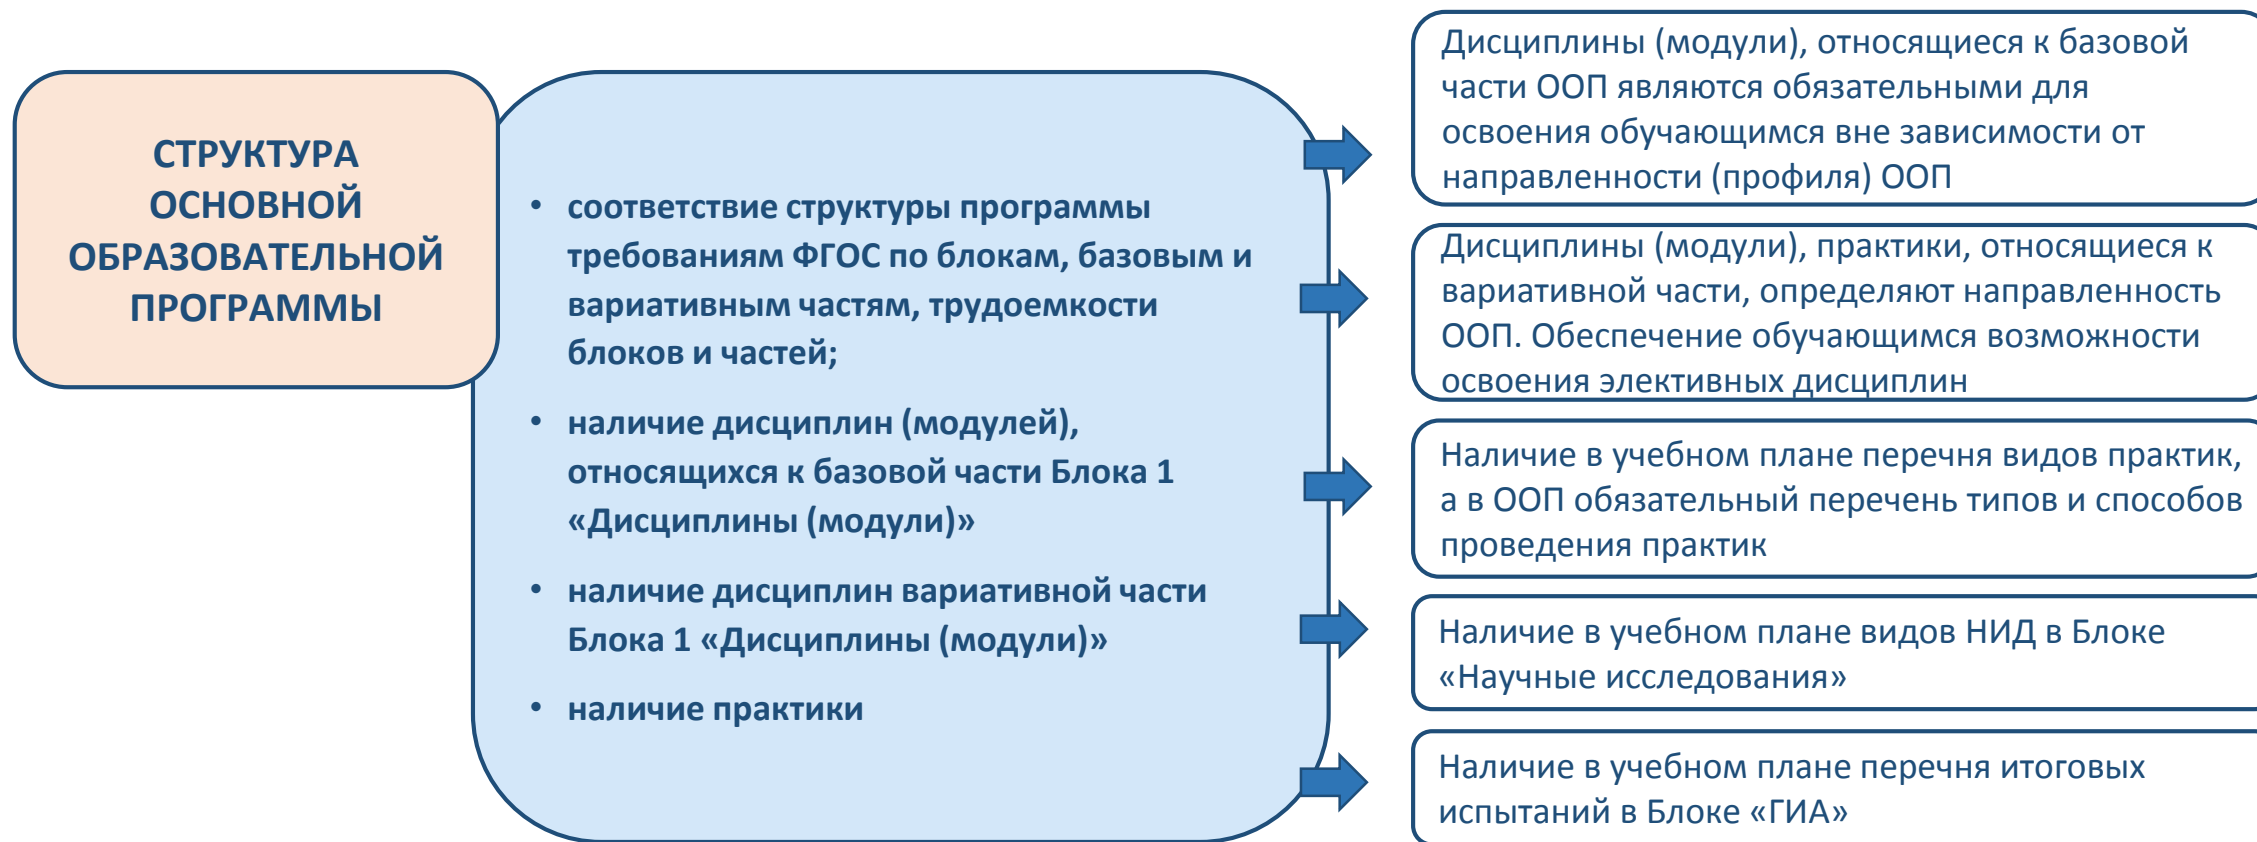 СТРУКТУРА
ОСНОВНОЙ
ОБРАЗОВАТЕЛЬНОЙ
ПРОГРАММЫ
• соответствие структуры программы
требованиям ФГОС по блокам, базовым и
вариативным частям, трудоемкости
блоков и частей;
• наличие дисциплин (модулей),
относящихся к базовой части Блока 1
«Дисциплины (модули)»
• наличие дисциплин вариативной части
Блока 1 «Дисциплины (модули)»
• наличие практики
Дисциплины (модули), относящиеся к базовой
части ООП являются обязательными для
освоения обучающимся вне зависимости от
направленности (профиля) ООП
Дисциплины (модули), практики, относящиеся к
вариативной части, определяют направленность
ООП. Обеспечение обучающимся возможности
освоения элективных дисциплин
Наличие в учебном плане перечня видов практик,
а в ООП обязательный перечень типов и способов
проведения практик
Наличие в учебном плане видов НИД в Блоке
«Научные исследования»
Наличие в учебном плане перечня итоговых
испытаний в Блоке «ГИА»